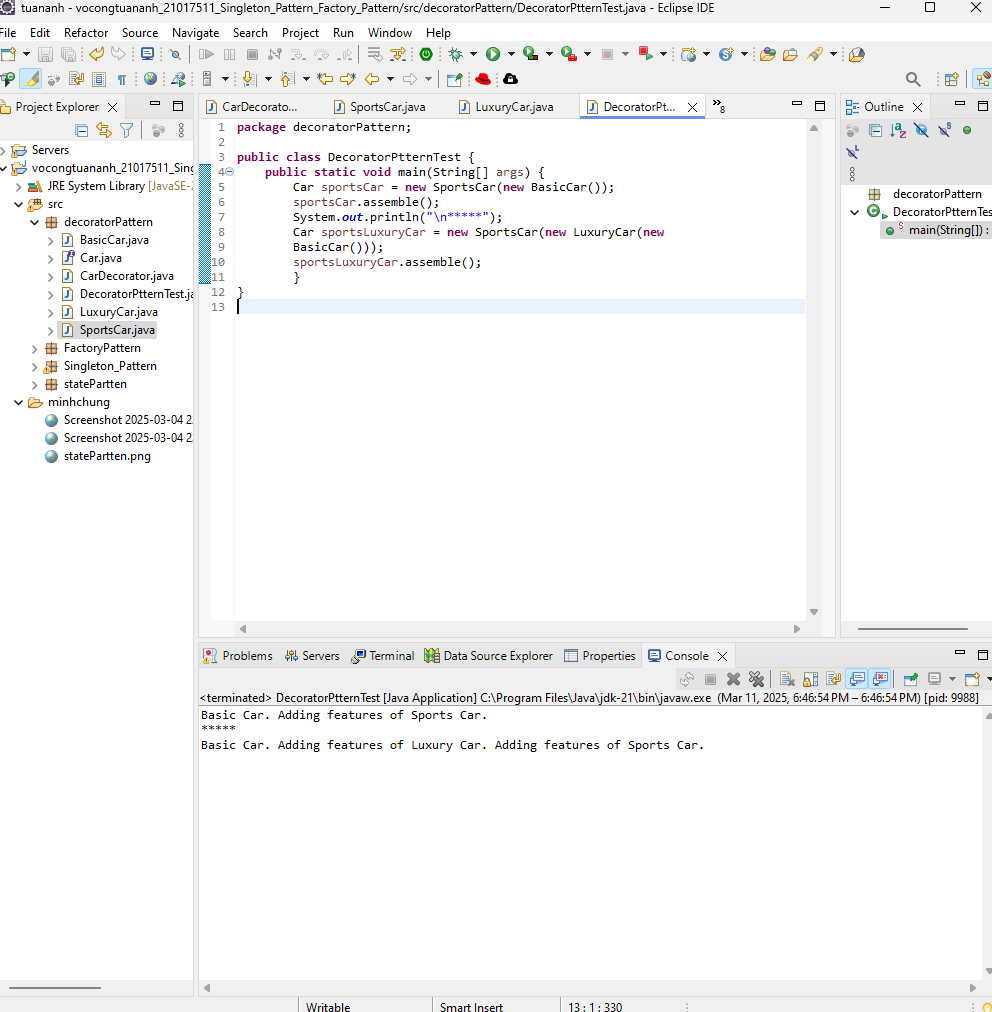 tuananh - vocongtuananh_21017511_Singleton_Pattern_Factory_Pattern/src/decoratorPattern/DecoratorPtternTest.java - Eclipse IDE
File Edit Refactor Source Navigate Search Project Run Window Help
Project Explorer
CarDecorato... SportsCar.java LuxuryCar.java DecoratorPt... »8
Outline
Servers
vocongtuananh_21017511_Sing
JRE System Library [JavaSE-
src
decoratorPattern
BasicCar.java
Car.java
CarDecorator.java
DecoratorPtternTest.ja
LuxuryCar.java
SportsCar.java
FactoryPattern
Singleton_Pattern
statePartten
minhchung
Screenshot 2025-03-04 2
Screenshot 2025-03-04 2
statePartten.png
1 package decoratorPattern;
2
3 public class DecoratorPtternTest {
4 public static void main(String[] args) {
5 Car sportsCar = new SportsCar(new BasicCar());
6 sportsCar.assemble();
7 System.out.println("\n*****");
8 Car sportsLuxuryCar = new SportsCar(new LuxuryCar(new
9 BasicCar()));
10 sportsLuxuryCar.assemble();
11 }
12 }
13
decoratorPattern
DecoratorPtternTes
main(String[]) :
Problems Servers Terminal Data Source Explorer Properties Console
<terminated> DecoratorPtternTest [Java Application] C:\Program Files\Java\jdk-21\bin\javaw.exe (Mar 11, 2025, 6:46:54 PM – 6:46:54 PM) [pid: 9988]
Basic Car. Adding features of Sports Car.
*****
Basic Car. Adding features of Luxury Car. Adding features of Sports Car.
Writable Smart Insert 13 : 1 : 330